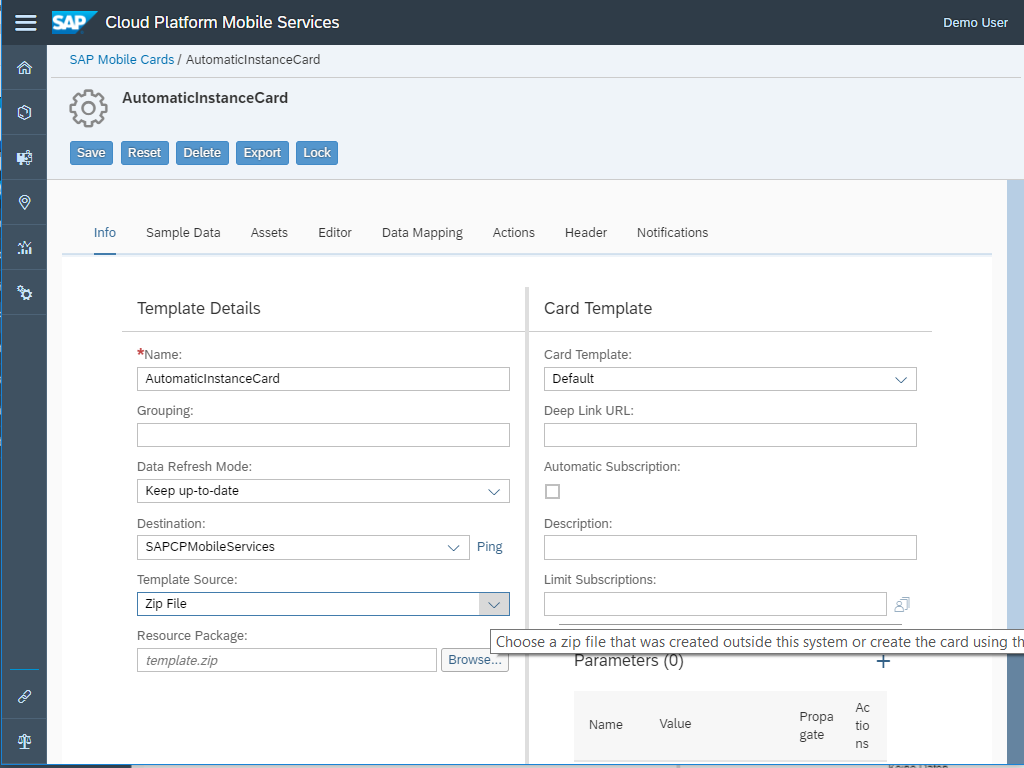 SAP Cloud Platform Mobile Services
Demo User
SAP Mobile Cards / AutomaticInstanceCard
AutomaticInstanceCard
Save Reset Delete Export Lock
Info Sample Data Assets Editor Data Mapping Actions Header Notifications
Template Details
*Name:
AutomaticInstanceCard
Grouping:
Data Refresh Mode:
Keep up-to-date
Destination:
SAPCPMobileServices Ping
Template Source:
Zip File
Resource Package:
template.zip Browse...
Card Template
Card Template:
Default
Deep Link URL:
Automatic Subscription:
Description:
Limit Subscriptions:
Choose a zip file that was created outside this system or create the card using th
Parameters (0) +
Name Value Propa
gate Ac
tio
ns